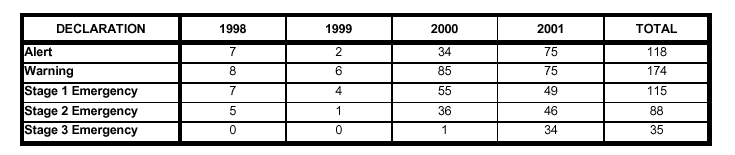 DECLARATION 1998 1999 2000 2001 TOTAL
Alert 7 2 34 75 118
Warning 8 6 85 75 174
Stage 1 Emergency 7 4 55 49 115
Stage 2 Emergency 5 1 36 46 88
Stage 3 Emergency 0 0 1 34 35